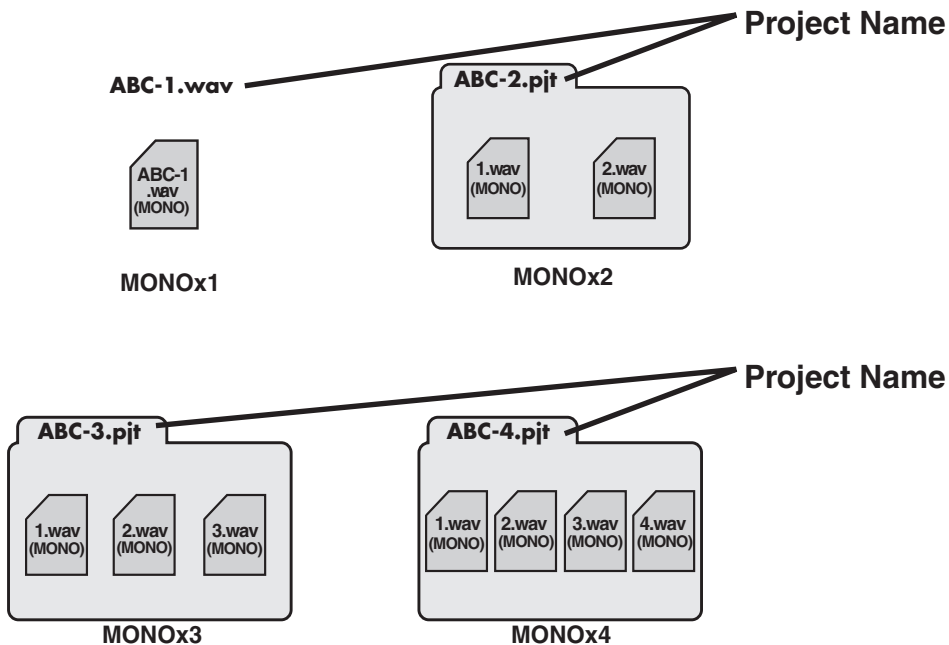 Project Name
ABC-1.wav
ABC-2.pjt
ABC-1
.wav
(MONO)
1.wav
(MONO)
2.wav
(MONO)
MONOx1
MONOx2
Project Name
ABC-3.pjt
ABC-4.pjt
1.wav
(MONO)
2.wav
(MONO)
3.wav
(MONO)
1.wav
(MONO)
2.wav
(MONO)
3.wav
(MONO)
4.wav
(MONO)
MONOx3
MONOx4